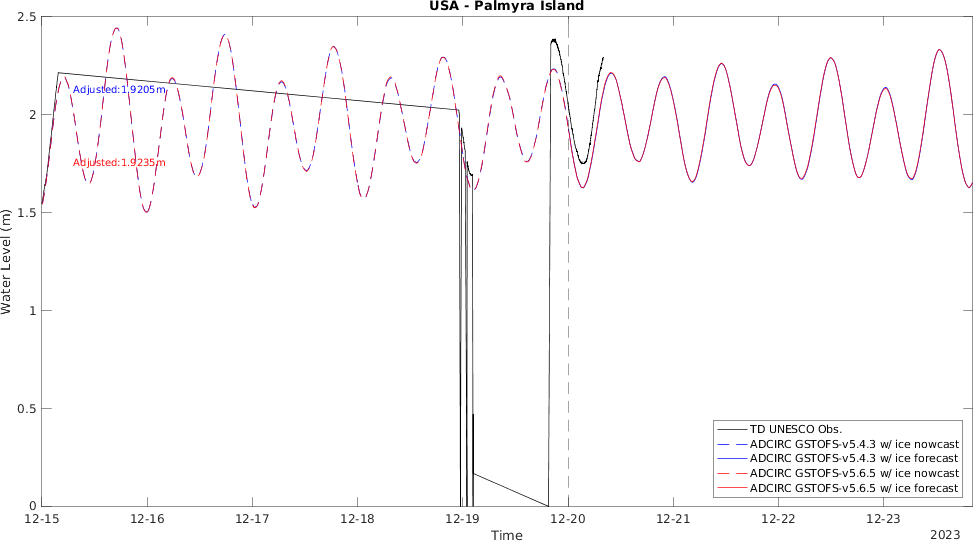 USA - Palmyra Island
2.5
2
1.5
1
0.5
0
Water Level (m)
Adjusted:1.9205m
Adjusted:1.9235m
TD UNESCO Obs.
ADCIRC GSTOFS-v5.4.3 w/ ice nowcast
ADCIRC GSTOFS-v5.4.3 w/ ice forecast
ADCIRC GSTOFS-v5.6.5 w/ ice nowcast
ADCIRC GSTOFS-v5.6.5 w/ ice forecast
12-15 12-16 12-17 12-18 12-19 12-20 12-21 12-22 12-23
Time
2023